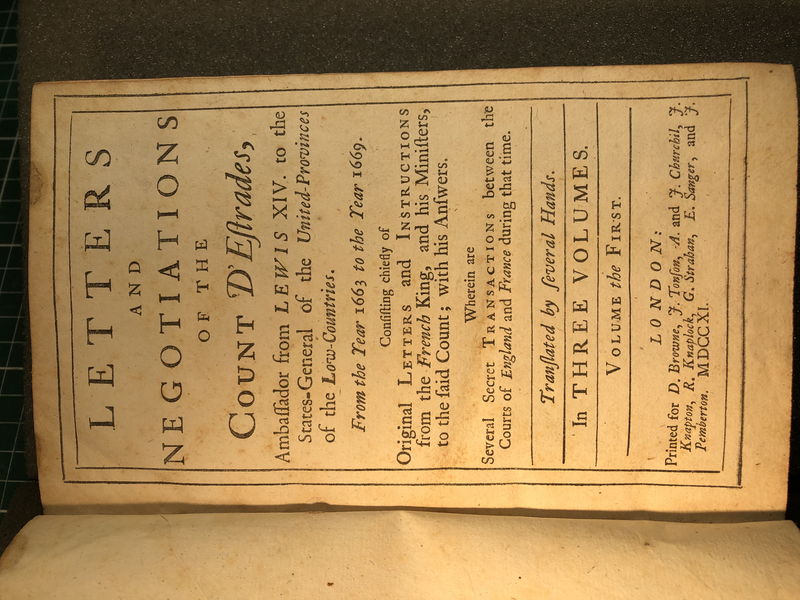 LETTERS
AND
NEGOTIATIONS
OF THE
COUNT D'Eſtrades,
Ambaſſador from LEWIS XIV. to the
States-General of the United-Provinces
of the Low-Countries.
From the Year 1663 to the Year 1669.
Conſiſting chiefly of
Original LETTERS and INSTRUCTIONS
from the French King, and his Miniſters,
to the ſaid Count; with his Anſwers.
Wherein are
Several Secret TRANSACTIONS between the
Courts of England and France during that time.
Tranſlated by ſeveral Hands.
In THREE VOLUMES.
VOLUME the FIRST.
LONDON:
Printed for D. Browne, J. Tonſon, A. and J. Churchil, J.
Knapton, R. Knaplock, G. Strahan, E. Sanger, and J.
Pemberton. MDCCXI.